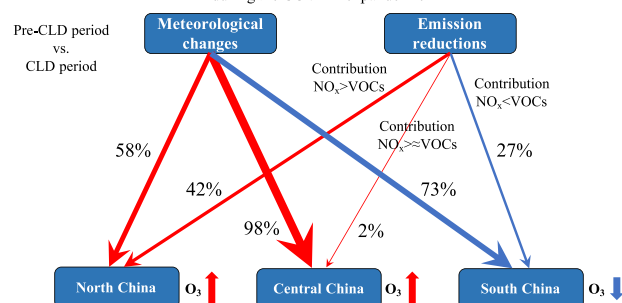 Meteorological
changes
Emission
reductions
Pre-CLD period
vs.
CLD period
Contribution
NOx>VOCs
Contribution
NOx<VOCs
Contribution
NOx>≈VOCs
58%
42%
98%
2%
73%
27%
North China
O3
Central China
O3
South China
O3